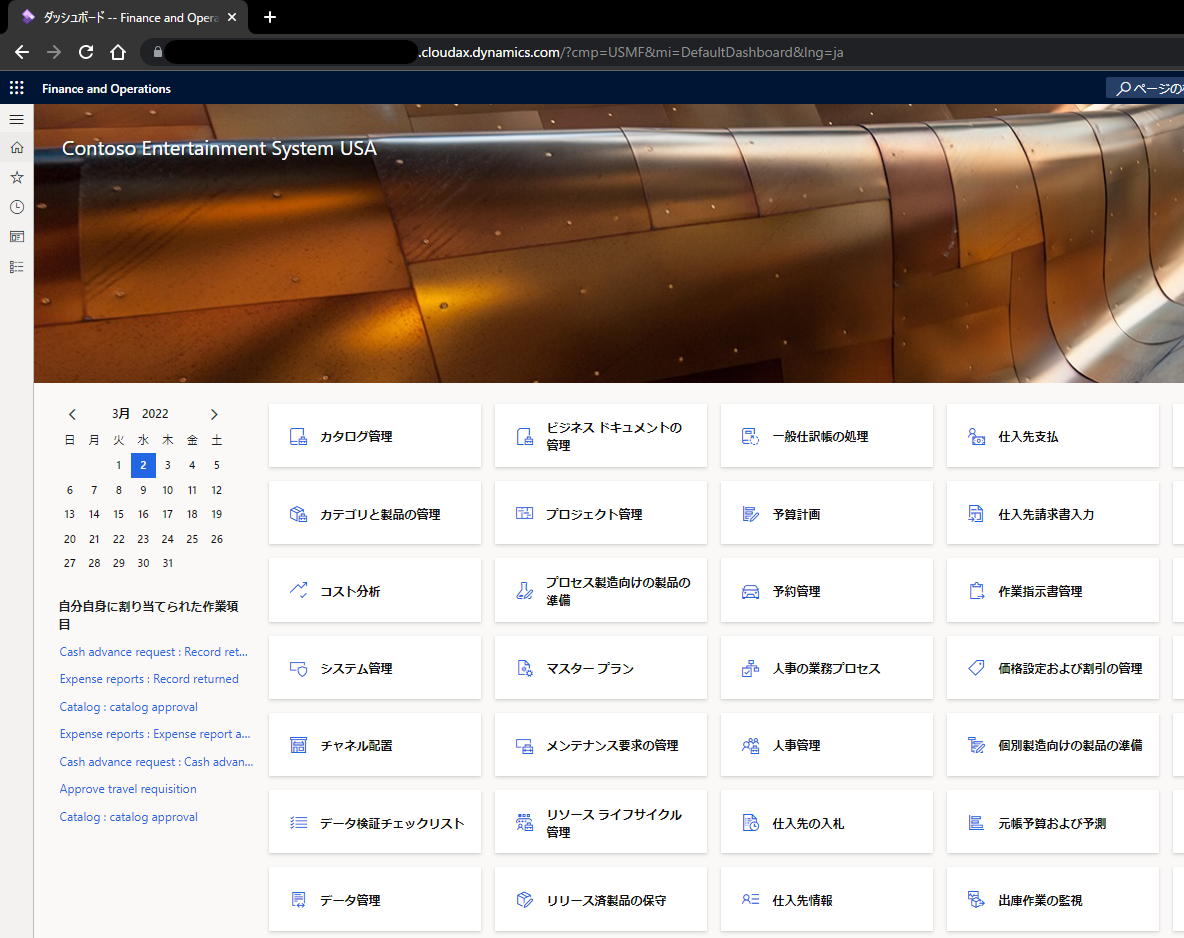 ダッシュボード -- Finance and Opera
.cloudax.dynamics.com/?cmp=USMF&mi=DefaultDashboard&lng=ja
Finance and Operations
ページの
Contoso Entertainment System USA
3月 2022
日 月 火 水 木 金 土
1 2 3 4 5
6 7 8 9 10 11 12
13 14 15 16 17 18 19
20 21 22 23 24 25 26
27 28 29 30 31
自分自身に割り当てられた作業項
目
Cash advance request : Record ret...
Expense reports : Record returned
Catalog : catalog approval
Expense reports : Expense report a...
Cash advance request : Cash advan...
Approve travel requisition
Catalog : catalog approval
カタログ管理
ビジネス ドキュメントの
管理
一般仕訳帳の処理
仕入先支払
カテゴリと製品の管理
プロジェクト管理
予算計画
仕入先請求書入力
コスト分析
プロセス製造向けの製品の
準備
予約管理
作業指示書管理
システム管理
マスター プラン
人事の業務プロセス
価格設定および割引の管理
チャネル配置
メンテナンス要求の管理
人事管理
個別製造向けの製品の準備
データ検証チェックリスト
リソース ライフサイクル
管理
仕入先の入札
元帳予算および予測
データ管理
リリース済製品の保守
仕入先情報
出庫作業の監視